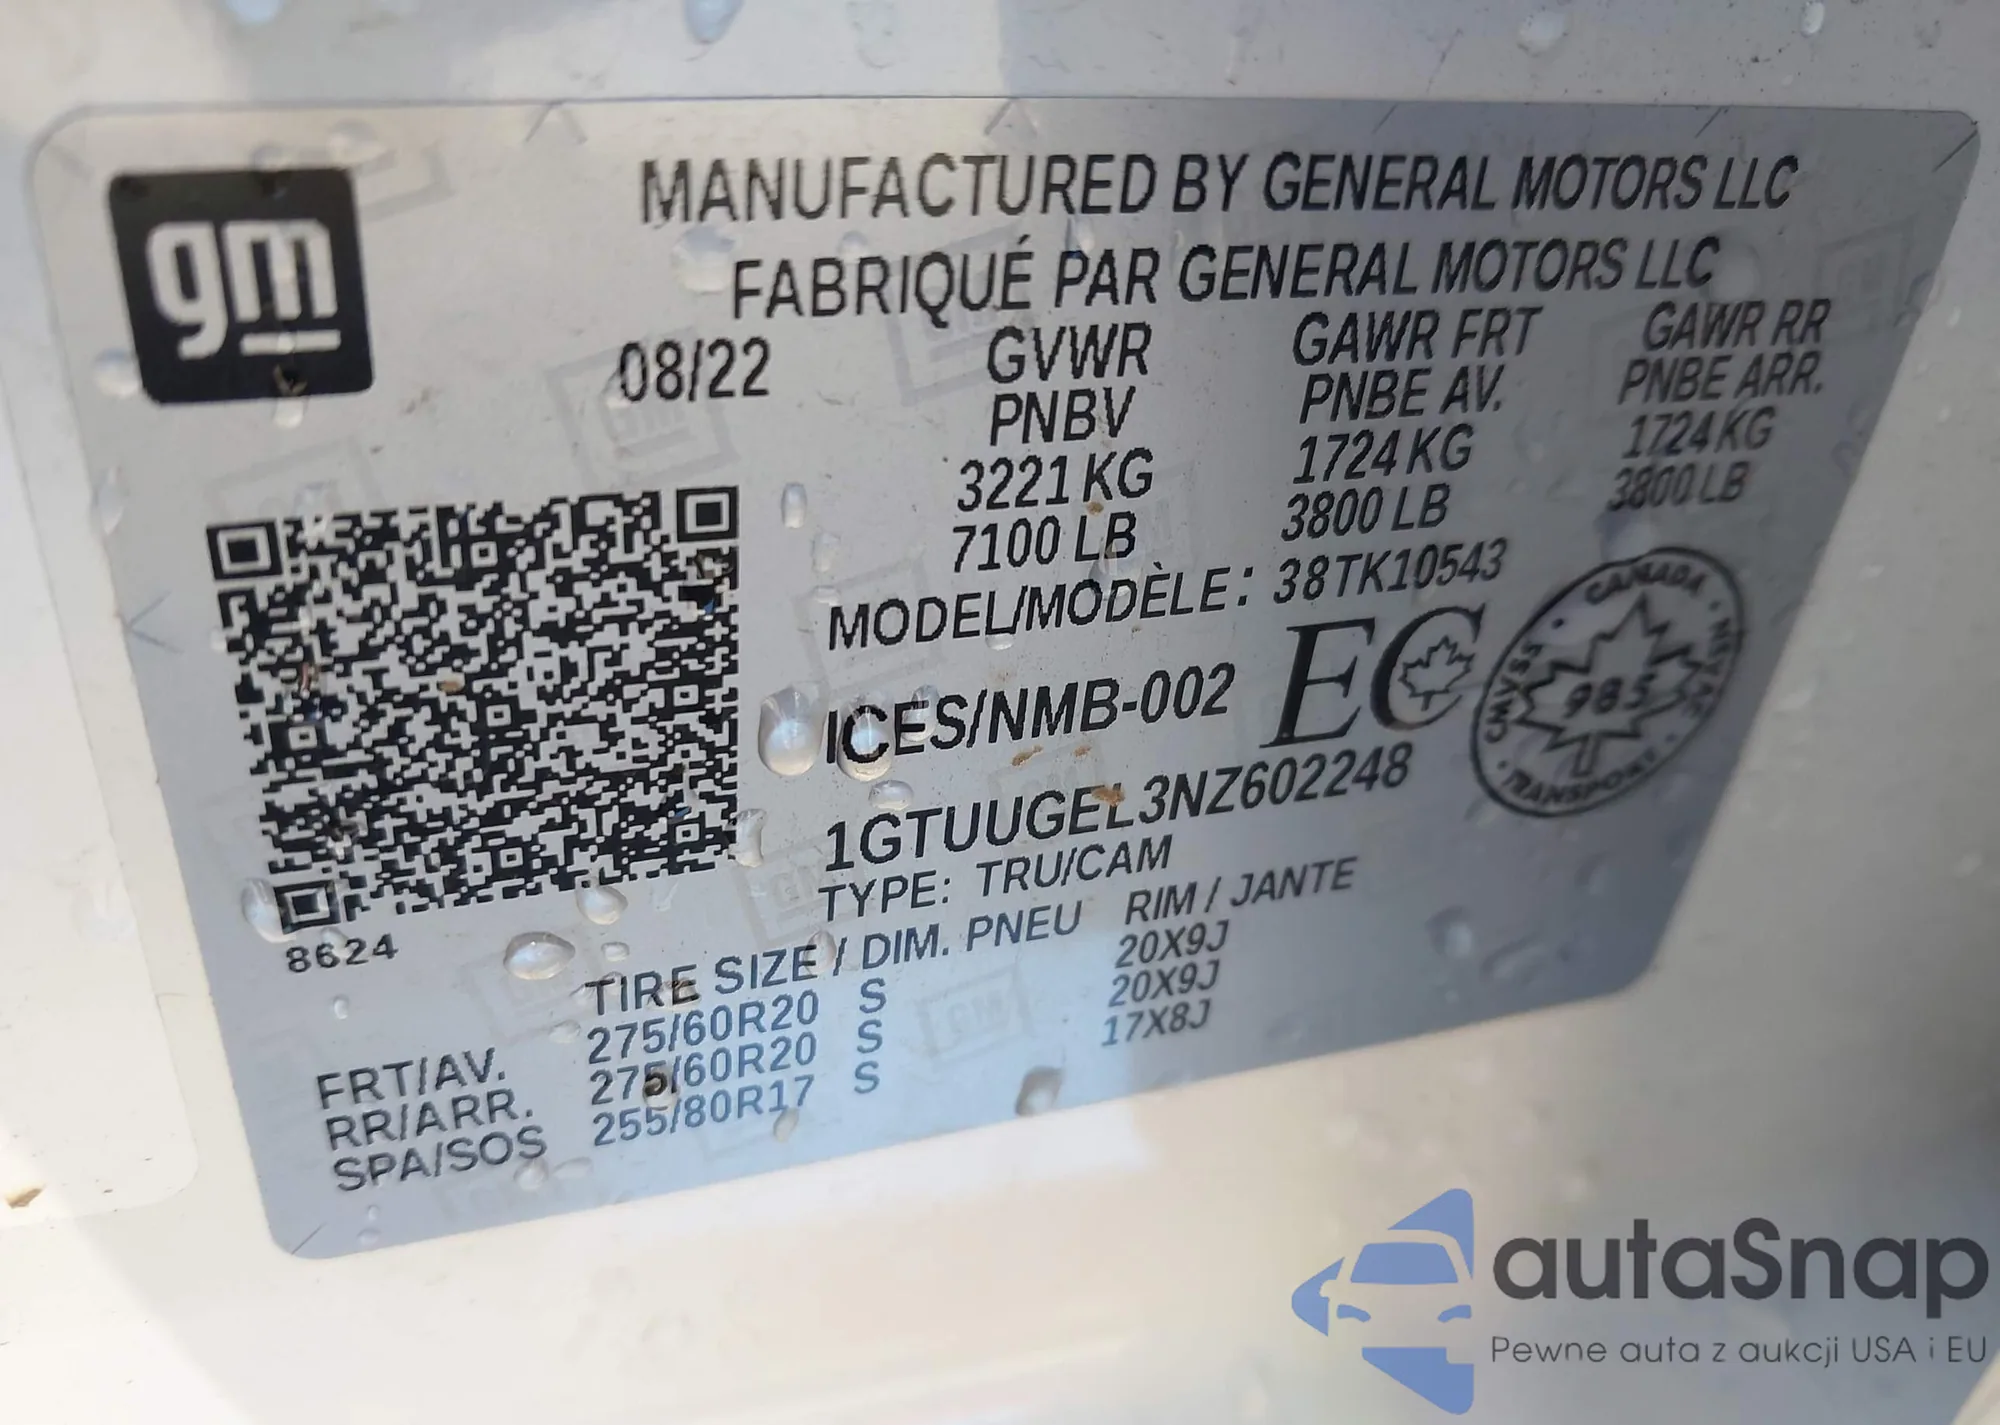 gm
MANUFACTURED BY GENERAL MOTORS LLC
FABRIQUÉ PAR GENERAL MOTORS LLC
08/22 GVWR GAWR FRT GAWR RR
PNBV PNBE AV. PNBE ARR.
3221 KG 1724 KG 1724 KG
7100 LB 3800 LB 3800 LB
MODEL/MODÈLE: 38TK10543
ICES/NMB-002 EC
CANADA · NSVAC · TRANSPORT · CMVSS ·
985
1GTUUGEL3NZ602248
TYPE: TRU/CAM
8624
TIRE SIZE / DIM. PNEU RIM / JANTE
FRT/AV. 275/60R20 S 20X9J
RR/ARR. 275/60R20 S 20X9J
SPA/SOS 255/80R17 S 17X8J
autaSnap
Pewne auta z aukcji USA i EU